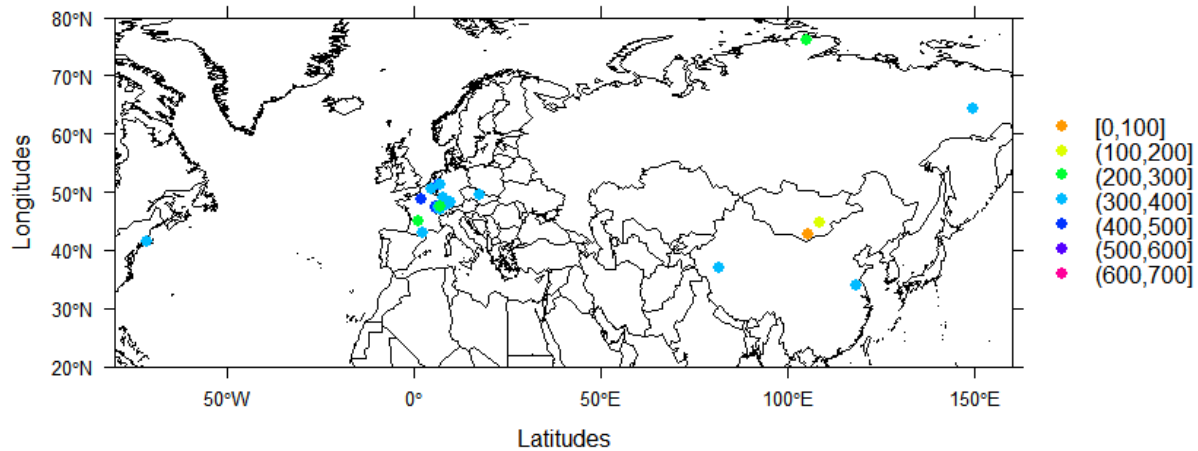 80°N
70°N
60°N
50°N
40°N
30°N
20°N
Longitudes
50°W
0°
50°E
100°E
150°E
Latitudes
[0,100]
(100,200]
(200,300]
(300,400]
(400,500]
(500,600]
(600,700]